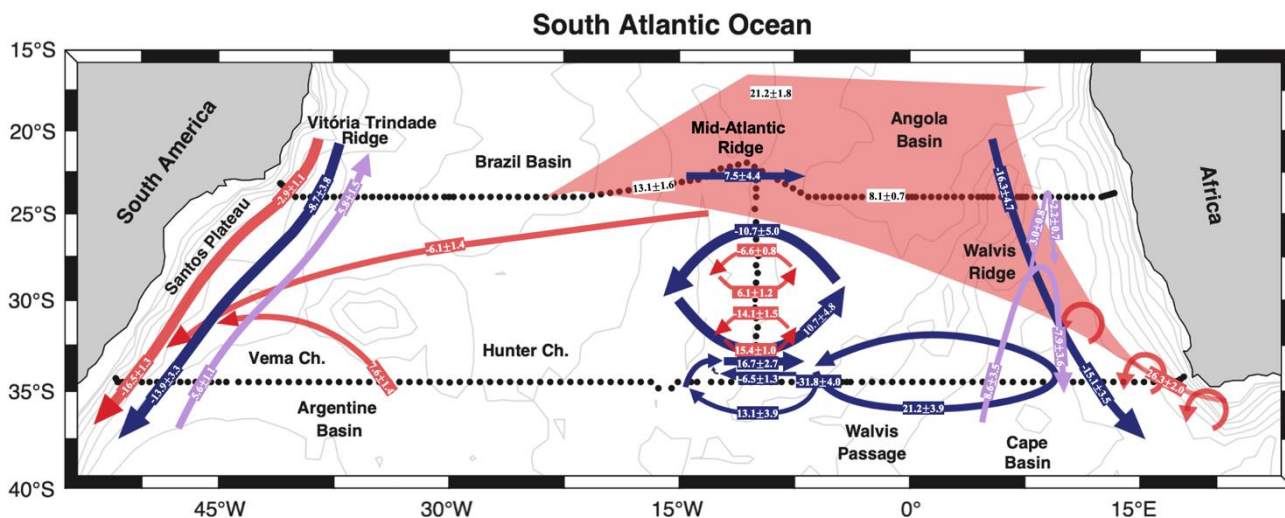 South Atlantic Ocean
15°S
20°S
25°S
30°S
35°S
40°S
45°W
30°W
15°W
0°
15°E
South America
Africa
Vitória Trindade
Ridge
Brazil Basin
Mid-Atlantic
Ridge
Angola
Basin
Santos Plateau
Walvis
Ridge
Vema Ch.
Hunter Ch.
Argentine
Basin
Walvis
Passage
Cape
Basin
21.2±1.8
13.1±1.6
7.5±4.4
8.1±0.7
-2.9±1.1
-8.7±3.8
5.8±1.5
-16.3±4.7
3.0±0.8
-6.1±1.4
-10.7±5.0
-6.6±0.8
6.1±1.2
-14.1±1.5
10.7±4.8
15.4±1.0
16.7±2.7
-6.5±1.3
-31.8±4.0
13.1±3.9
21.2±3.9
-16.5±1.3
-13.9±3.3
5.6±1.1
8.6±3.5
-7.9±3.6
-15.1±3.5
26.3±2.0